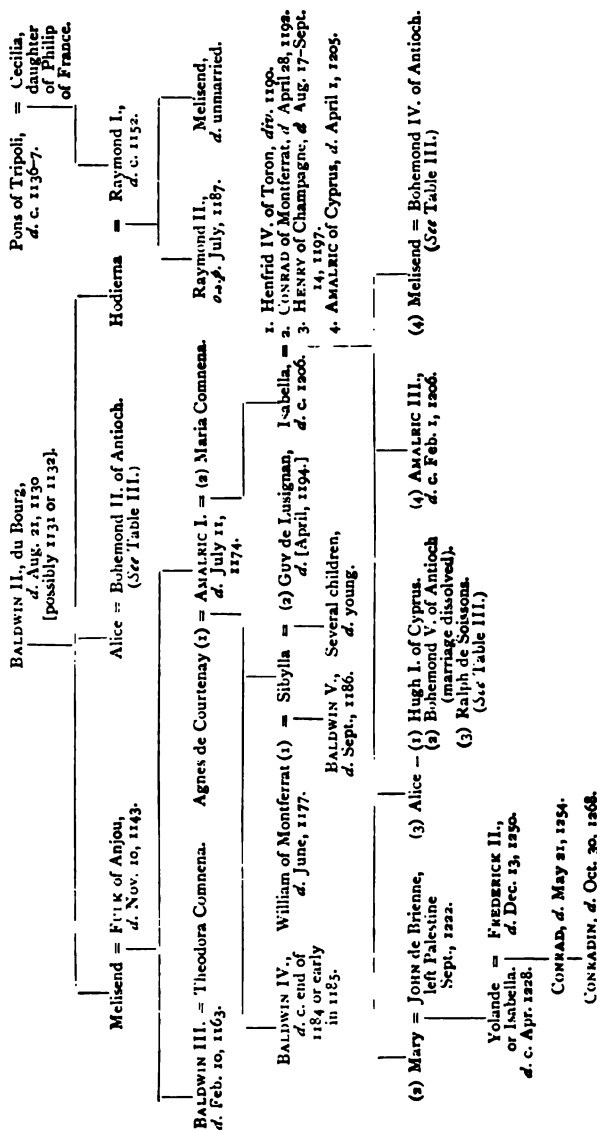 BALDWIN II., du Bourg,
d. Aug. 21, 1130
[possibly 1131 or 1132].
Pons of Tripoli,
d. c. 1136-7.
= Cecilia,
daughter
of Philip
of France.
Melisend = FULK of Anjou,
d. Nov. 10, 1143.
Alice = Bohemond II. of Antioch.
(See Table III.)
Hodierna = Raymond I.,
d. c. 1152.
BALDWIN III. = Theodora Comnena.
d. Feb. 10, 1163.
Agnes de Courtenay (1) = AMALRIC I. = (2) Maria Comnena.
d. July 11,
1174.
Raymond II.,
o.s.p. July, 1187.
Melisend,
d. unmarried.
BALDWIN IV.,
d. c. end of
1184 or early
in 1185.
William of Montferrat (1) = Sibylla = (2) GUY de Lusignan,
d. June, 1177.
d. [April, 1194.]
Isabella, =
d. c. 1206.
1. Henfrid IV. of Toron, div. 1190.
2. CONRAD of Montferrat, d April 28, 1192.
3. HENRY of Champagne, d Aug. 17-Sept.
14, 1197.
4. AMALRIC of Cyprus, d. April 1, 1205.
BALDWIN V.,
d. Sept., 1186.
Several children,
d. young.
(2) Mary = JOHN de Brienne,
left Palestine
Sept., 1222.
(3) Alice - (1) Hugh I. of Cyprus.
(2) Bohemond V. of Antioch
(marriage dissolved).
(3) Ralph de Soissons.
(See Table III.)
(4) AMALRIC III.,
d. c. Feb. 1, 1206.
(4) Melisend = Bohemond IV. of Antioch.
(See Table III.)
Yolande = FREDERICK II.,
or Isabella. d. Dec. 13, 1250.
d. c. Apr. 1228.
CONRAD, d. May 21, 1254.
CONRADIN, d. Oct. 30, 1268.